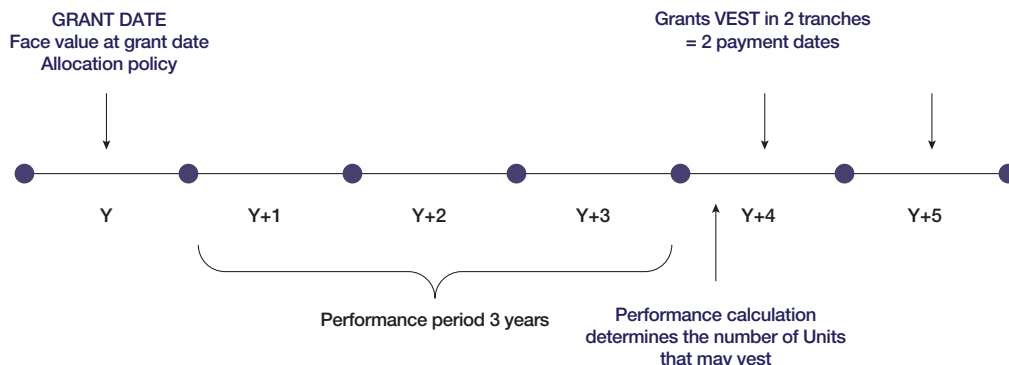 GRANT DATE
Face value at grant date
Allocation policy
Grants VEST in 2 tranches
= 2 payment dates
Y
Y+1
Y+2
Y+3
Y+4
Y+5
Performance period 3 years
Performance calculation
determines the number of Units
that may vest